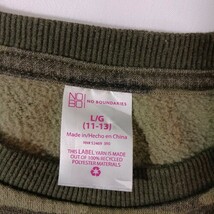 NO
BO
NO BOUNDARIES
L/G
(11-13)
Made in/Hecho en China
THIS LABEL YARN IS MADE
OUT OF 100% RECYCLED
POLYESTER MATERIALS